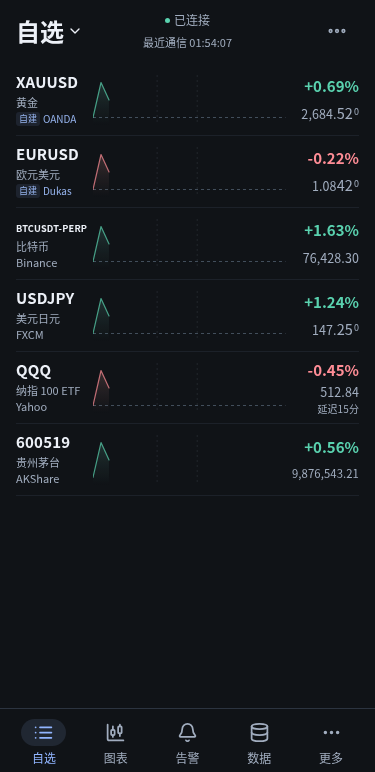 自选
已连接
最近通信 01:54:07
XAUUSD
黄金
自建 OANDA
+0.69%
2,684.520
EURUSD
欧元美元
自建 Dukas
-0.22%
1.08420
BTCUSDT-PERP
比特币
Binance
+1.63%
76,428.30
USDJPY
美元日元
FXCM
+1.24%
147.250
QQQ
纳指 100 ETF
Yahoo
-0.45%
512.84
延迟15分
600519
贵州茅台
AKShare
+0.56%
9,876,543.21
自选
图表
告警
数据
更多